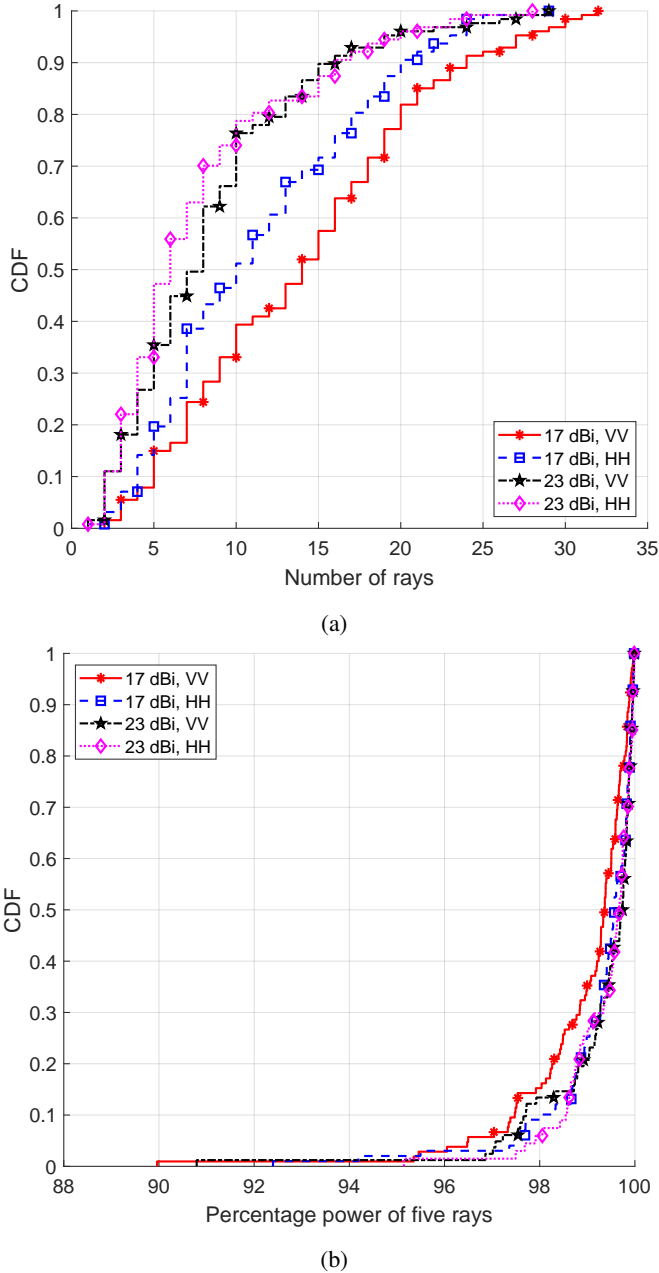 1
0.9
0.8
0.7
0.6
0.5
0.4
0.3
0.2
0.1
0
CDF
17 dBi, VV
17 dBi, HH
23 dBi, VV
23 dBi, HH
0 5 10 15 20 25 30 35
Number of rays
(a)
1
0.9
0.8
0.7
0.6
0.5
0.4
0.3
0.2
0.1
0
CDF
17 dBi, VV
17 dBi, HH
23 dBi, VV
23 dBi, HH
88 90 92 94 96 98 100
Percentage power of five rays
(b)